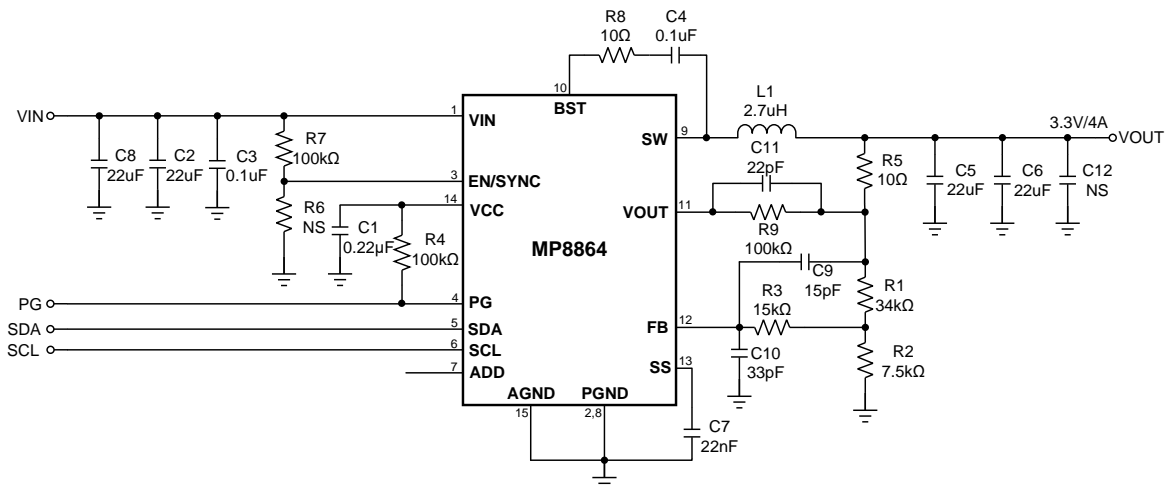 R8
10Ω
C4
0.1uF
10
BST
VIN
1
VIN
C8
22uF
C2
22uF
C3
0.1uF
R7
100kΩ
3
EN/SYNC
R6
NS
C1
0.22µF
14
VCC
R4
100kΩ
PG
4
PG
SDA
5
SDA
SCL
6
SCL
7
ADD
MP8864
AGND
15
PGND
2,8
SW
9
L1
2.7uH
3.3V/4A
VOUT
C11
22pF
VOUT
11
R9
100kΩ
R5
10Ω
C5
22uF
C6
22uF
C12
NS
C9
15pF
R3
15kΩ
R1
34kΩ
FB
12
C10
33pF
R2
7.5kΩ
SS
13
C7
22nF